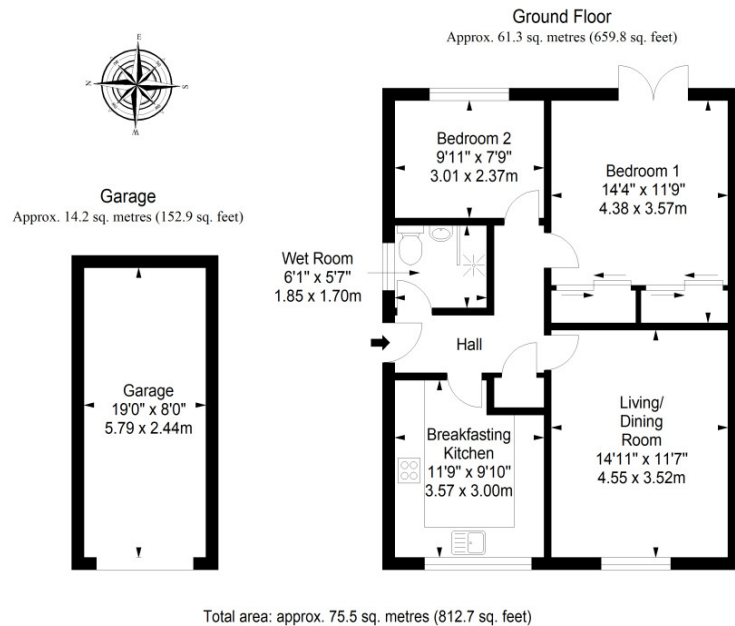 Ground Floor
Approx. 61.3 sq. metres (659.8 sq. feet)
E
N
S
W
Garage
Approx. 14.2 sq. metres (152.9 sq. feet)
Bedroom 2
9'11" x 7'9"
3.01 x 2.37m
Bedroom 1
14'4" x 11'9"
4.38 x 3.57m
Wet Room
6'1" x 5'7"
1.85 x 1.70m
Hall
Garage
19'0" x 8'0"
5.79 x 2.44m
Breakfasting
Kitchen
11'9" x 9'10"
3.57 x 3.00m
Living/
Dining
Room
14'11" x 11'7"
4.55 x 3.52m
Total area: approx. 75.5 sq. metres (812.7 sq. feet)